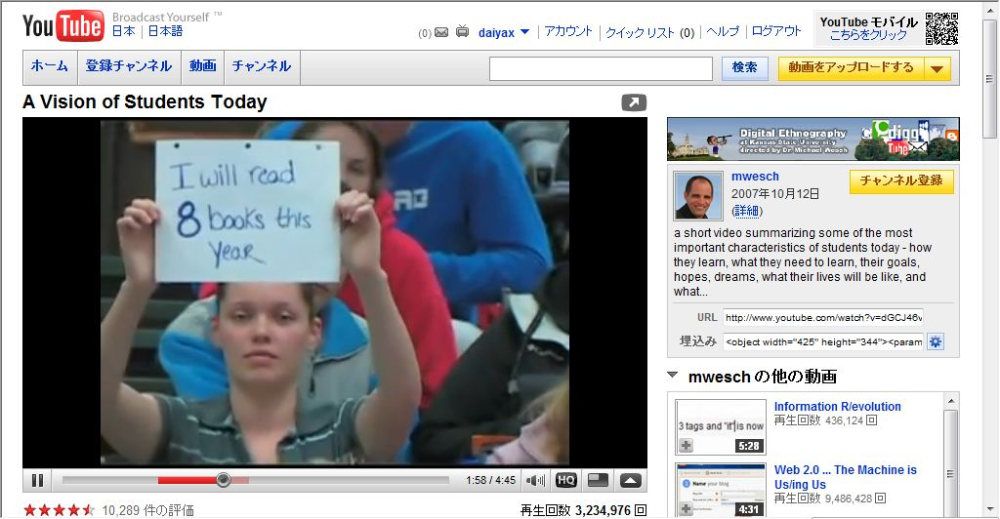 YouTube
Broadcast Yourself ™
日本 | 日本語
(0)
daiyax
アカウント
クイックリスト (0)
ヘルプ
ログアウト
YouTube モバイル
こちらをクリック
ホーム
登録チャンネル
動画
チャンネル
検索
動画をアップロードする
A Vision of Students Today
I will read
8 books this
year
1:58 / 4:45
HQ
10,289 件の評価
再生回数 3,234,976 回
Digital Ethnography
at Kansas State University
directed by Dr. Michael Wesch
digg
Tube
mwesch
2007年10月12日
(詳細)
チャンネル登録
a short video summarizing some of the most
important characteristics of students today - how
they learn, what they need to learn, their goals,
hopes, dreams, what their lives will be like, and
what...
URL
http://www.youtube.com/watch?v=dGCJ46v
埋込み
<object width="425" height="344"><param
mwesch の他の動画
3 tags and "it" is now
5:28
Information R/evolution
再生回数 436,124 回
Name your blog
4:31
Web 2.0 ... The Machine is
Us/ing Us
再生回数 9,486,428 回